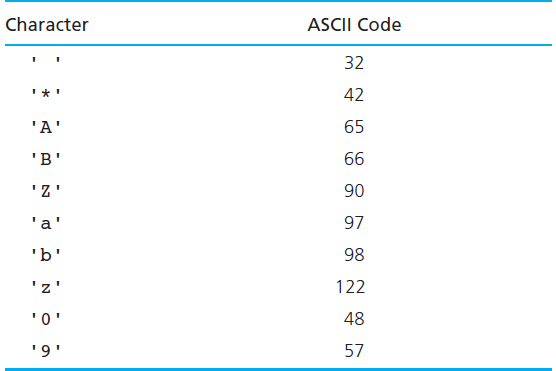 Character ASCII Code
' ' 32
'*' 42
'A' 65
'B' 66
'Z' 90
'a' 97
'b' 98
'z' 122
'0' 48
'9' 57